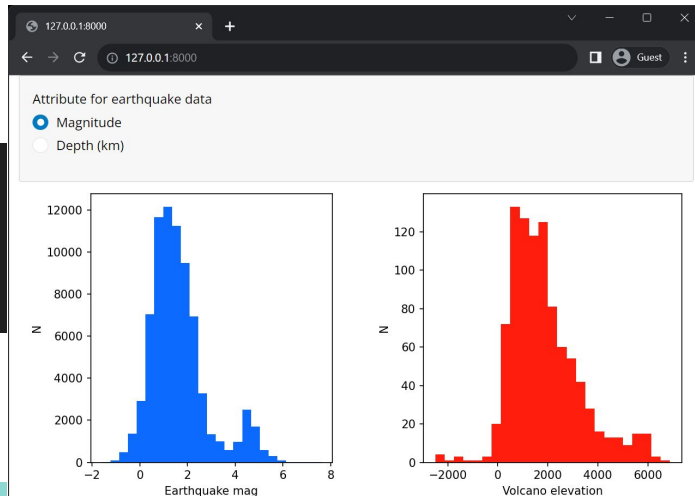 127.0.0.1:8000
127.0.0.1:8000
Guest
Attribute for earthquake data
Magnitude
Depth (km)
12000
10000
8000
6000
4000
2000
0
N
−2 0 2 4 6 8
Earthquake mag
120
100
80
60
40
20
0
N
−2000 0 2000 4000 6000
Volcano elevation